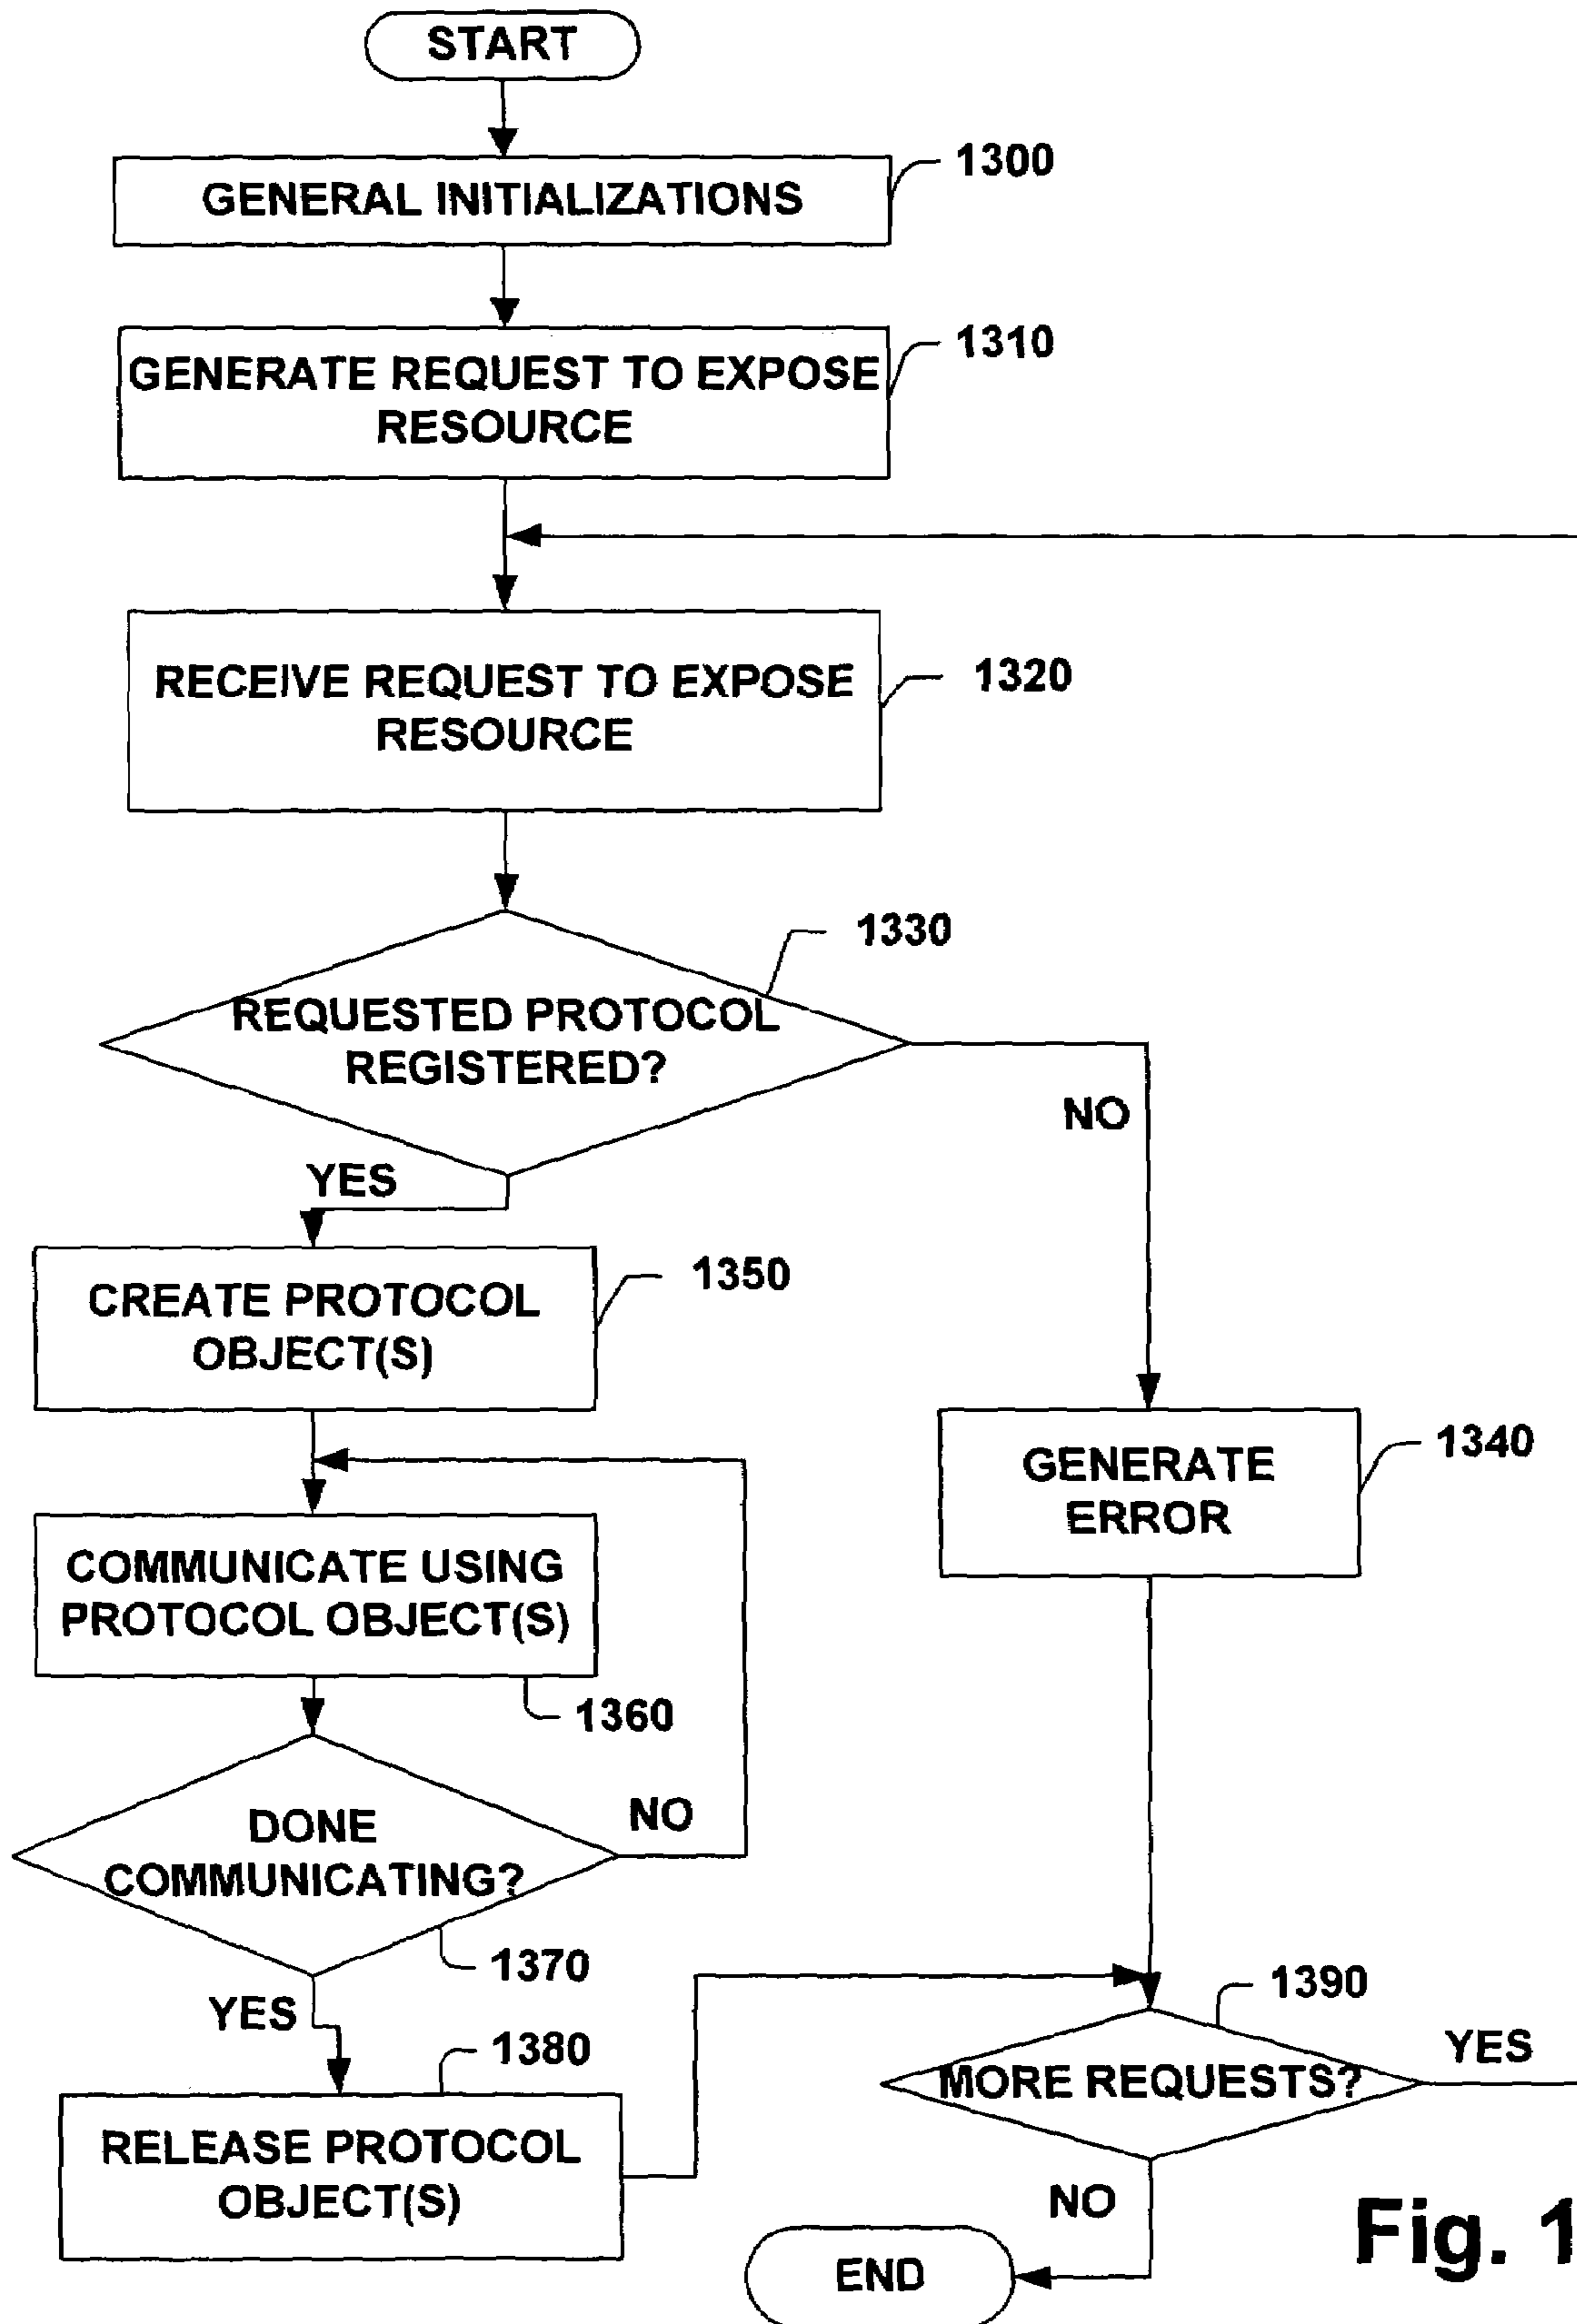 START
GENERAL INITIALIZATIONS
1300
GENERATE REQUEST TO EXPOSE
RESOURCE
1310
RECEIVE REQUEST TO EXPOSE
RESOURCE
1320
REQUESTED PROTOCOL
REGISTERED?
1330
NO
YES
CREATE PROTOCOL
OBJECT(S)
1350
GENERATE
ERROR
1340
COMMUNICATE USING
PROTOCOL OBJECT(S)
1360
DONE
COMMUNICATING?
NO
1370
YES
RELEASE PROTOCOL
OBJECT(S)
1380
MORE REQUESTS?
1390
YES
NO
END
Fig. 1